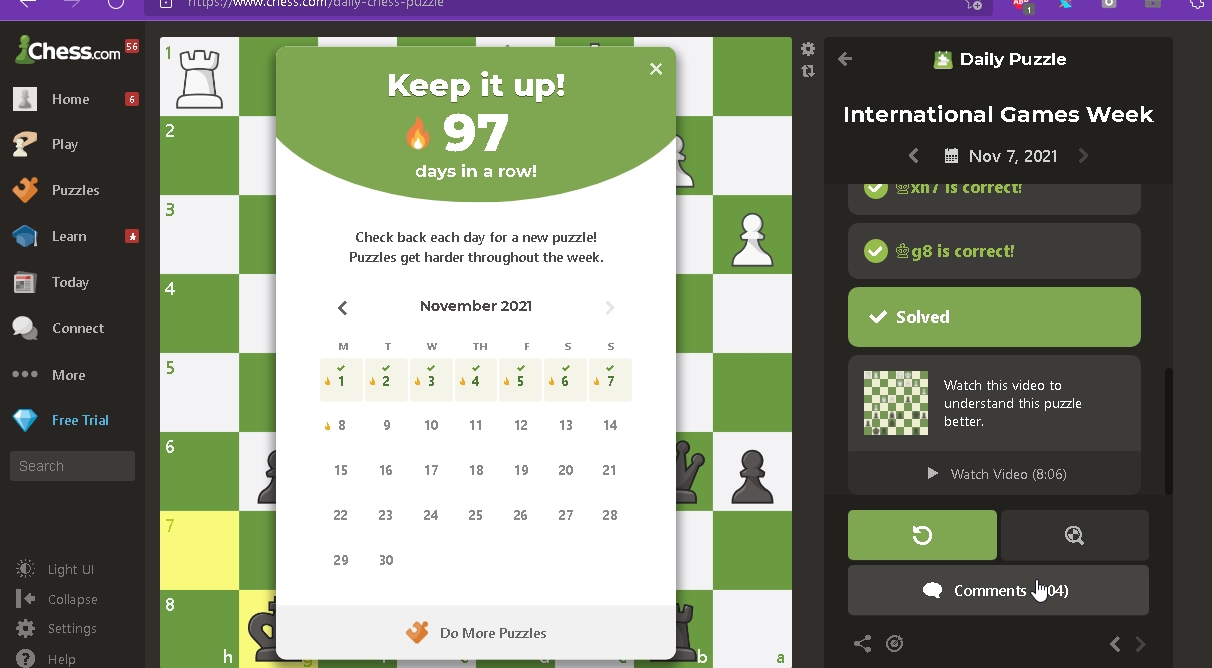 https://www.chess.com/daily-chess-puzzle
1
Chess.com 56
Home 6
Play
Puzzles
Learn
Today
Connect
More
Free Trial
Search
Light UI
Collapse
Settings
Help
1
2
3
4
5
6
7
8
h
g
b
a
Keep it up!
97
days in a row!
Check back each day for a new puzzle!
Puzzles get harder throughout the week.
November 2021
M T W TH F S S
1 2 3 4 5 6 7
8 9 10 11 12 13 14
15 16 17 18 19 20 21
22 23 24 25 26 27 28
29 30
Do More Puzzles
Daily Puzzle
International Games Week
Nov 7, 2021
xh7 is correct!
g8 is correct!
Solved
Watch this video to
understand this puzzle
better.
Watch Video (8:06)
Comments